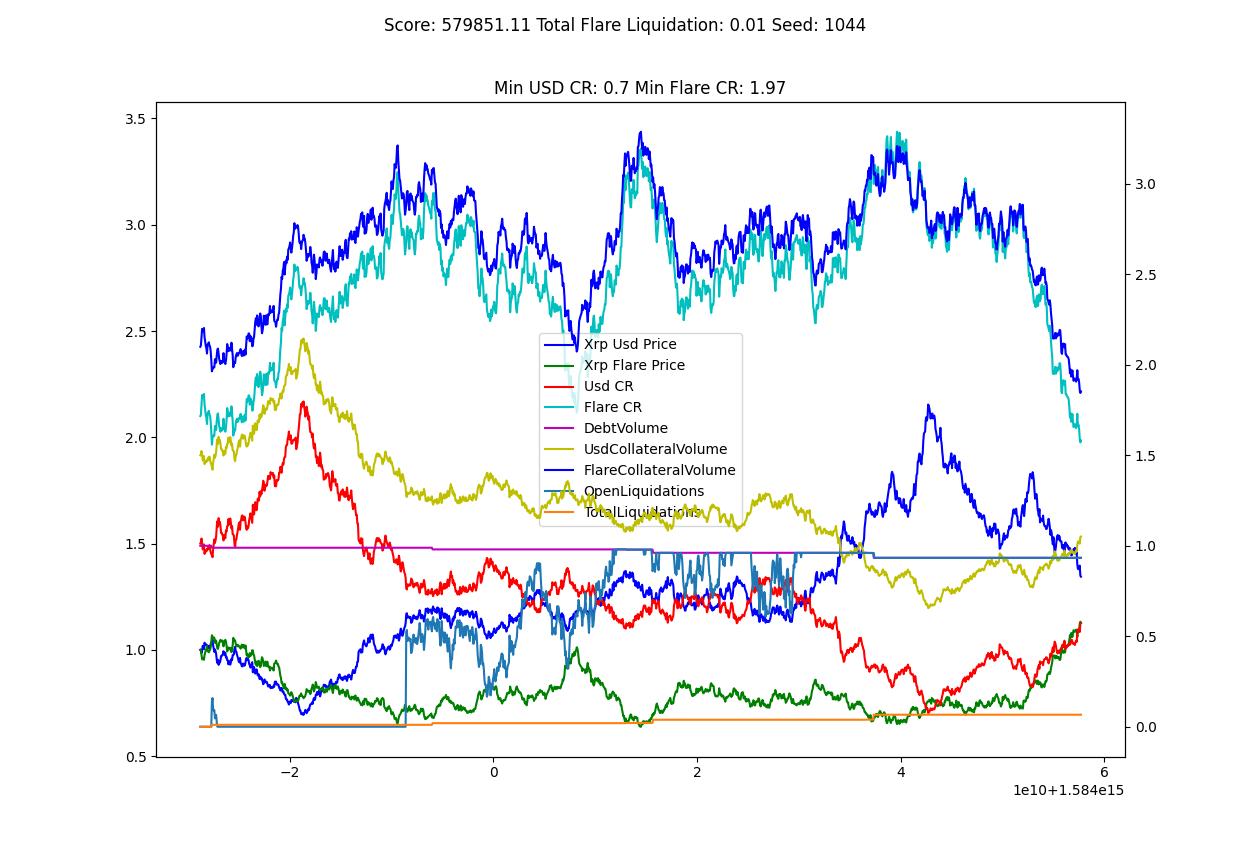 Score: 579851.11 Total Flare Liquidation: 0.01 Seed: 1044
Min USD CR: 0.7 Min Flare CR: 1.97
3.5
3.0
2.5
2.0
1.5
1.0
0.5
3.0
2.5
2.0
1.5
1.0
0.5
0.0
Xrp Usd Price
Xrp Flare Price
Usd CR
Flare CR
DebtVolume
UsdCollateralVolume
FlareCollateralVolume
OpenLiquidations
TotalLiquidations
−2 0 2 4 6
1e10+1.584e15